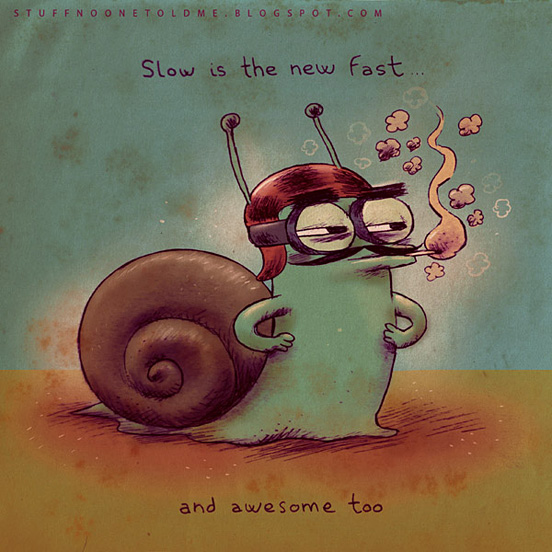 STUFFNOONETOLDME.BLOGSPOT.COM
Slow is the new fast...
and awesome too